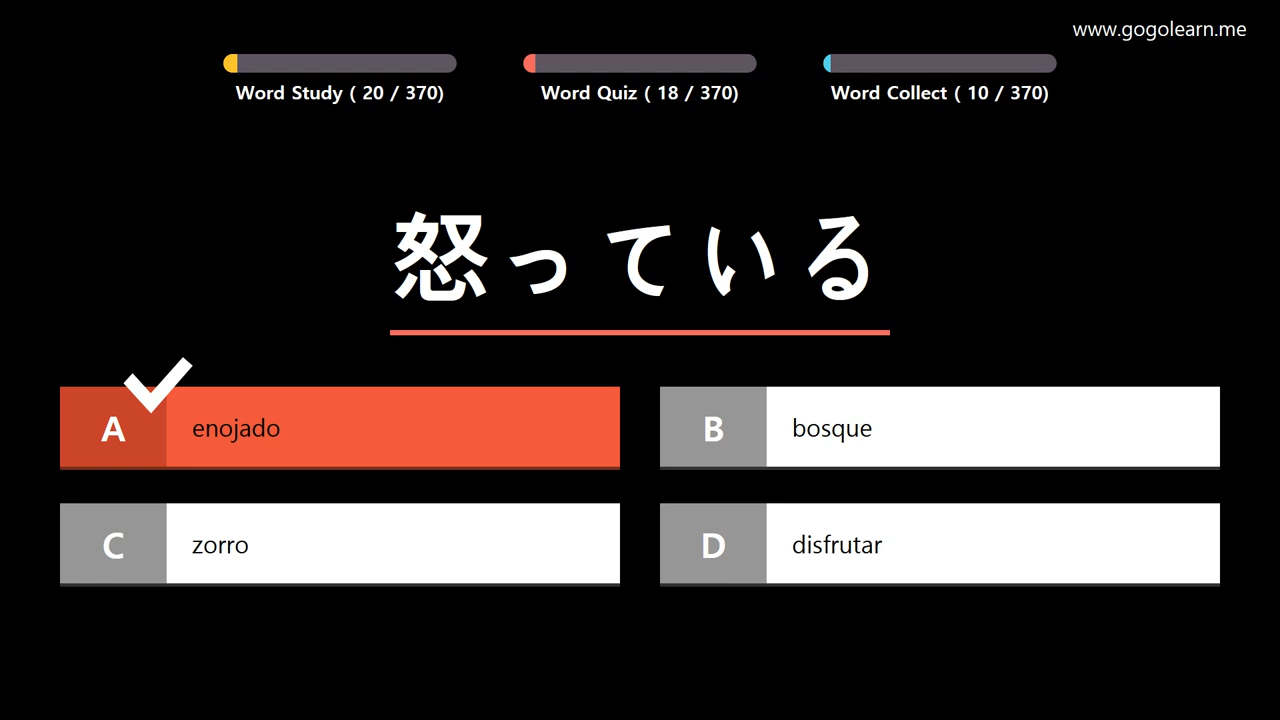 www.gogolearn.me
Word Study ( 20 / 370)
Word Quiz ( 18 / 370)
Word Collect ( 10 / 370)
怒っている
A enojado
B bosque
C zorro
D disfrutar